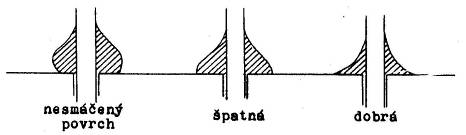 nesmáčený
povrch
špatná
dobrá